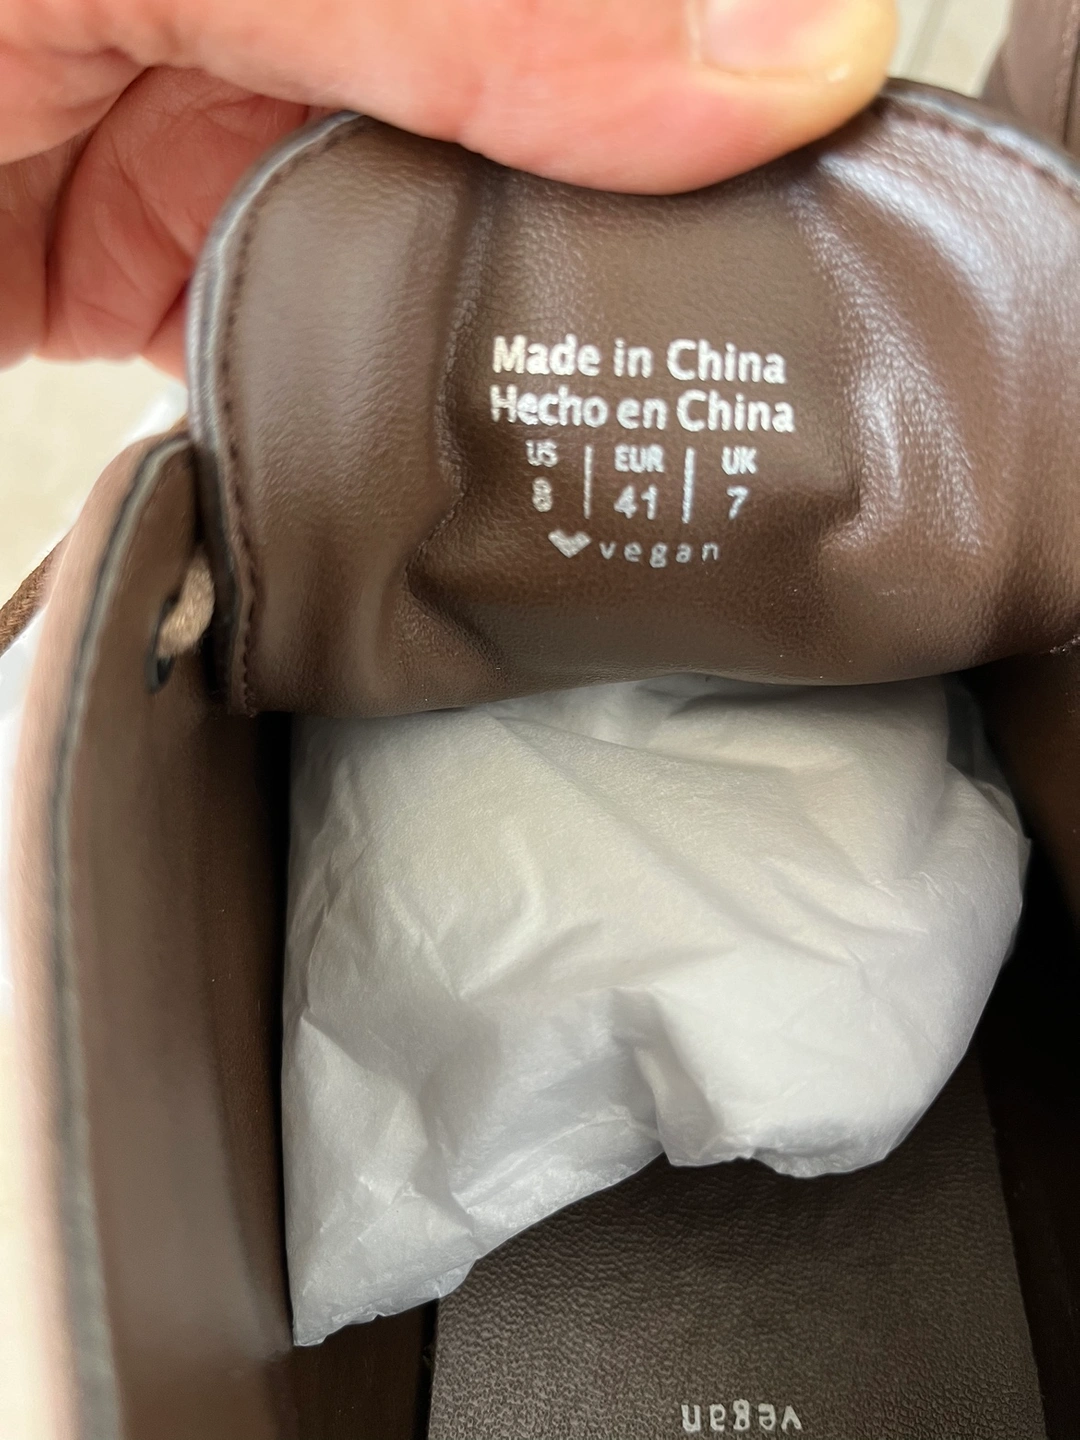 Made in China
Hecho en China
US | EUR | UK
8 | 41 | 7
vegan
vegan